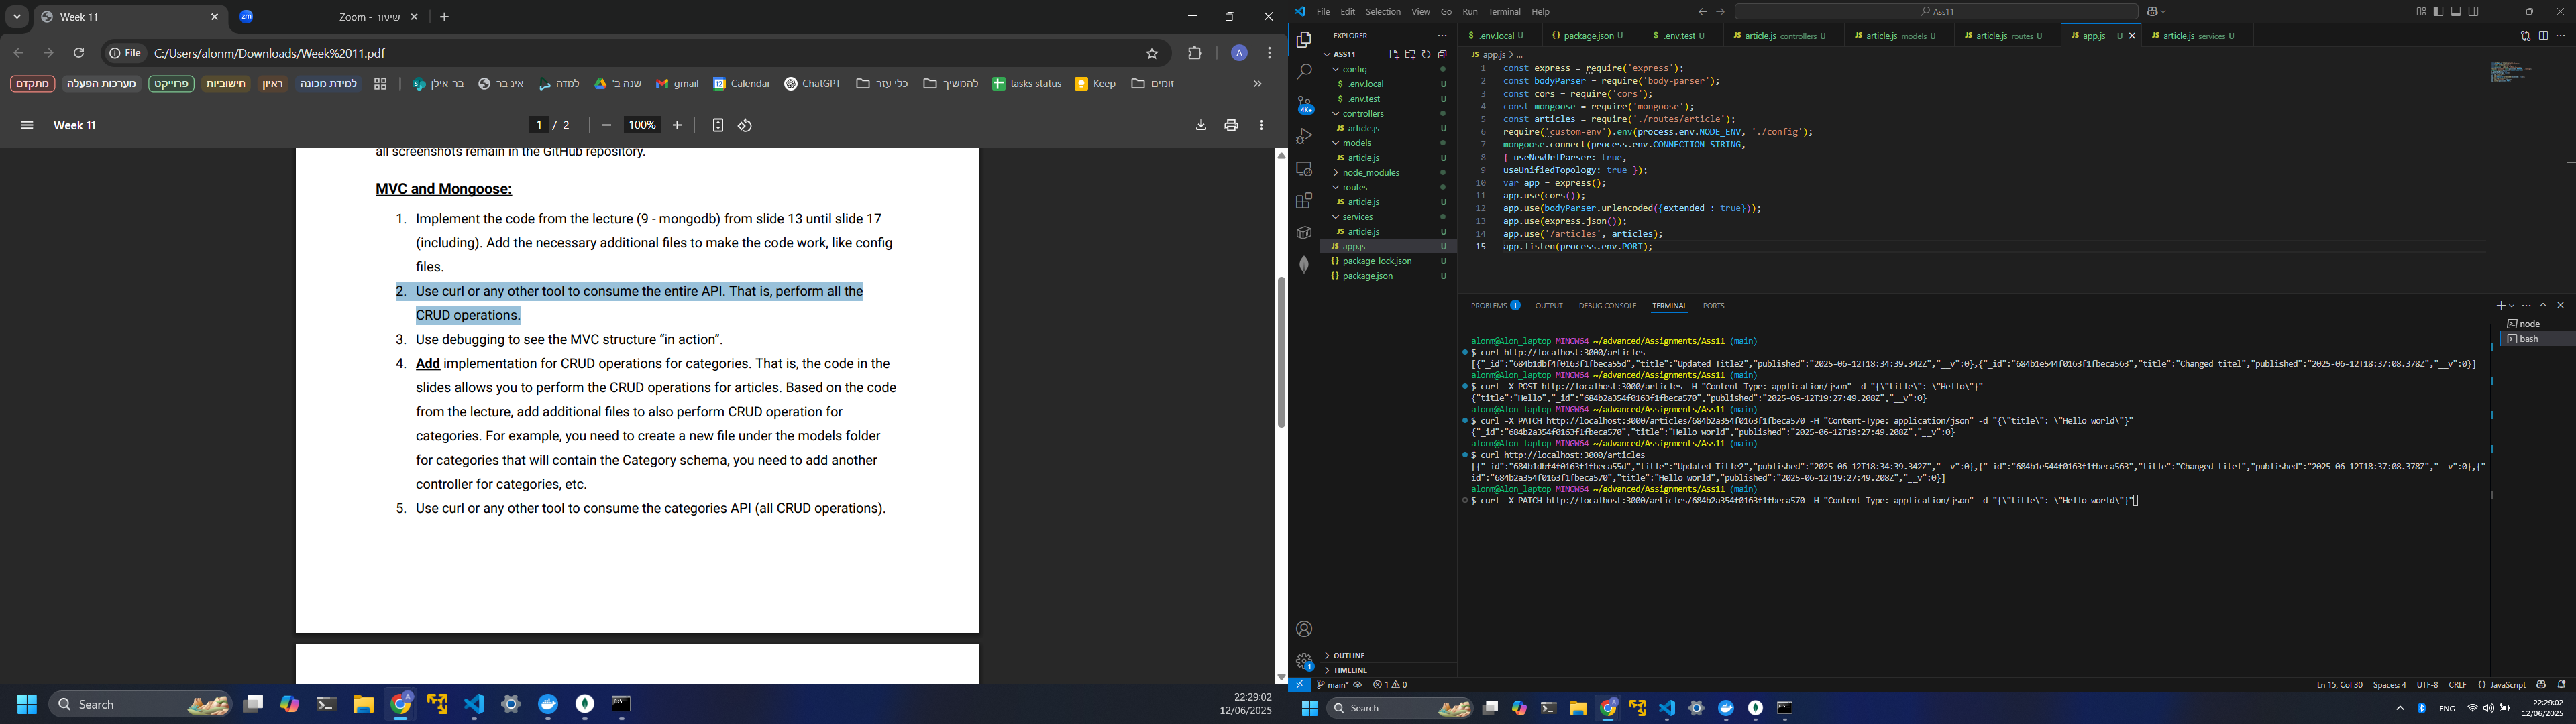 Week 11
Zoom - שיעור
File
C:/Users/alonm/Downloads/Week%2011.pdf
A
מתקדם
מערכות הפעלה
פרוייקט
חישוביות
ראיון
למידת מכונה
בר-אילן
אינ בר
למדה
שנה ב'
gmail
Calendar
ChatGPT
כלי עזר
להמשיך
tasks status
Keep
זומים
Week 11
1 / 2
100%
all screenshots remain in the GitHub repository.
MVC and Mongoose:
1. Implement the code from the lecture (9 - mongodb) from slide 13 until slide 17
(including). Add the necessary additional files to make the code work, like config
files.
2. Use curl or any other tool to consume the entire API. That is, perform all the
CRUD operations.
3. Use debugging to see the MVC structure “in action”.
4. Add implementation for CRUD operations for categories. That is, the code in the
slides allows you to perform the CRUD operations for articles. Based on the code
from the lecture, add additional files to also perform CRUD operation for
categories. For example, you need to create a new file under the models folder
for categories that will contain the Category schema, you need to add another
controller for categories, etc.
5. Use curl or any other tool to consume the categories API (all CRUD operations).
Search
22:29:02
12/06/2025
File Edit Selection View Go Run Terminal Help
Ass11
EXPLORER
ASS11
config
$ .env.local U
$ .env.test U
controllers
JS article.js U
models
JS article.js U
node_modules
routes
JS article.js U
services
JS article.js U
JS app.js U
{} package-lock.json U
{} package.json U
OUTLINE
TIMELINE
4K+
1
$ .env.local U
{} package.json U
$ .env.test U
JS article.js controllers U
JS article.js models U
JS article.js routes U
JS app.js U
JS article.js services U
JS app.js > ...
1 const express = require('express');
2 const bodyParser = require('body-parser');
3 const cors = require('cors');
4 const mongoose = require('mongoose');
5 const articles = require('./routes/article');
6 require('custom-env').env(process.env.NODE_ENV, './config');
7 mongoose.connect(process.env.CONNECTION_STRING,
8 { useNewUrlParser: true,
9 useUnifiedTopology: true });
10 var app = express();
11 app.use(cors());
12 app.use(bodyParser.urlencoded({extended : true}));
13 app.use(express.json());
14 app.use('/articles', articles);
15 app.listen(process.env.PORT);
PROBLEMS 1 OUTPUT DEBUG CONSOLE TERMINAL PORTS
node
bash
alonm@Alon_laptop MINGW64 ~/advanced/Assignments/Ass11 (main)
$ curl http://localhost:3000/articles
[{"_id":"684b1dbf4f0163f1fbeca55d","title":"Updated Title2","published":"2025-06-12T18:34:39.342Z","__v":0},{"_id":"684b1e544f0163f1fbeca563","title":"Changed titel","published":"2025-06-12T18:37:08.378Z","__v":0}]
alonm@Alon_laptop MINGW64 ~/advanced/Assignments/Ass11 (main)
$ curl -X POST http://localhost:3000/articles -H "Content-Type: application/json" -d "{\"title\": \"Hello\"}"
{"title":"Hello","_id":"684b2a354f0163f1fbeca570","published":"2025-06-12T19:27:49.208Z","__v":0}
alonm@Alon_laptop MINGW64 ~/advanced/Assignments/Ass11 (main)
$ curl -X PATCH http://localhost:3000/articles/684b2a354f0163f1fbeca570 -H "Content-Type: application/json" -d "{\"title\": \"Hello world\"}"
{"_id":"684b2a354f0163f1fbeca570","title":"Hello world","published":"2025-06-12T19:27:49.208Z","__v":0}
alonm@Alon_laptop MINGW64 ~/advanced/Assignments/Ass11 (main)
$ curl http://localhost:3000/articles
[{"_id":"684b1dbf4f0163f1fbeca55d","title":"Updated Title2","published":"2025-06-12T18:34:39.342Z","__v":0},{"_id":"684b1e544f0163f1fbeca563","title":"Changed titel","published":"2025-06-12T18:37:08.378Z","__v":0},{"_
id":"684b2a354f0163f1fbeca570","title":"Hello world","published":"2025-06-12T19:27:49.208Z","__v":0}]
alonm@Alon_laptop MINGW64 ~/advanced/Assignments/Ass11 (main)
$ curl -X PATCH http://localhost:3000/articles/684b2a354f0163f1fbeca570 -H "Content-Type: application/json" -d "{\"title\": \"Hello world\"}"
main* 1 0
Ln 15, Col 30 Spaces: 4 UTF-8 CRLF {} JavaScript
Search
ENG
22:29:02
12/06/2025